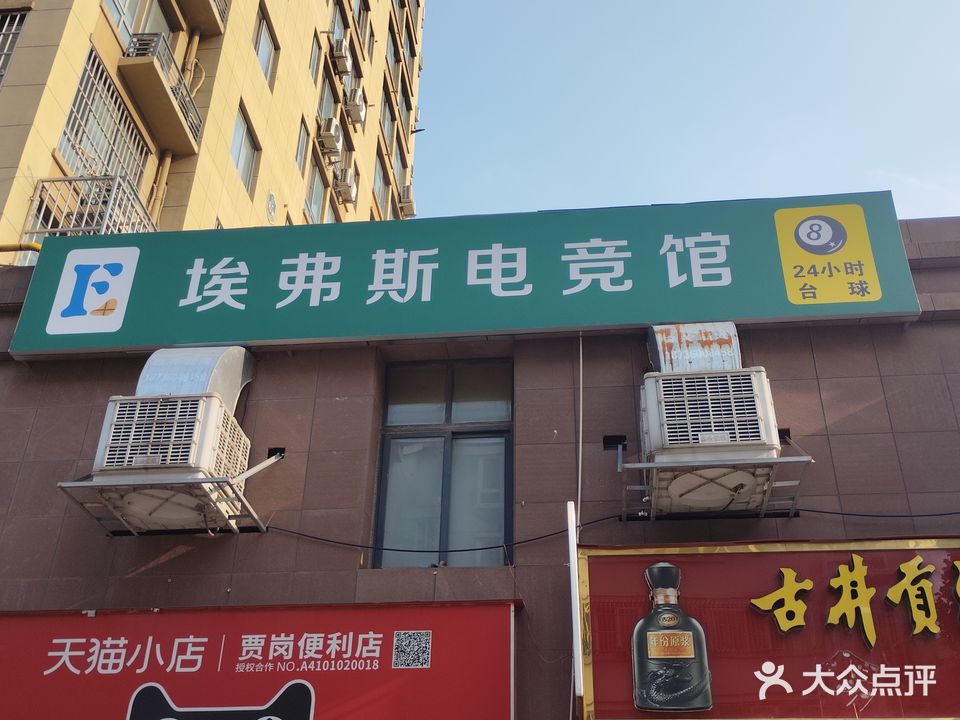 E 埃弗斯电竞馆
8
24小时
台 球
天猫小店 贾岗便利店
授权合作 NO.A4101020018
古井贡
V20
年份原浆
大众点评